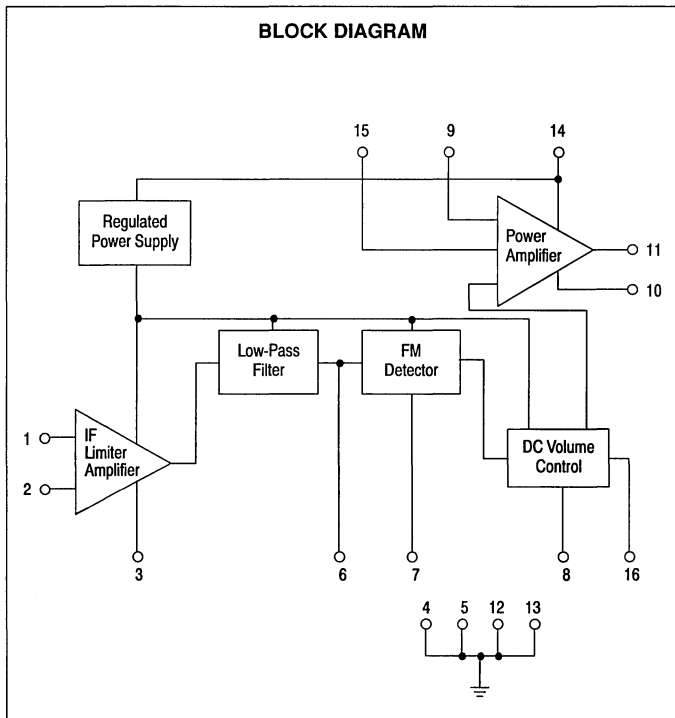 BLOCK DIAGRAM
15
9
14
Regulated
Power Supply
Power
Amplifier
11
10
Low-Pass
Filter
FM
Detector
1
IF
Limiter
Amplifier
2
DC Volume
Control
3
6
7
8
16
4
5
12
13